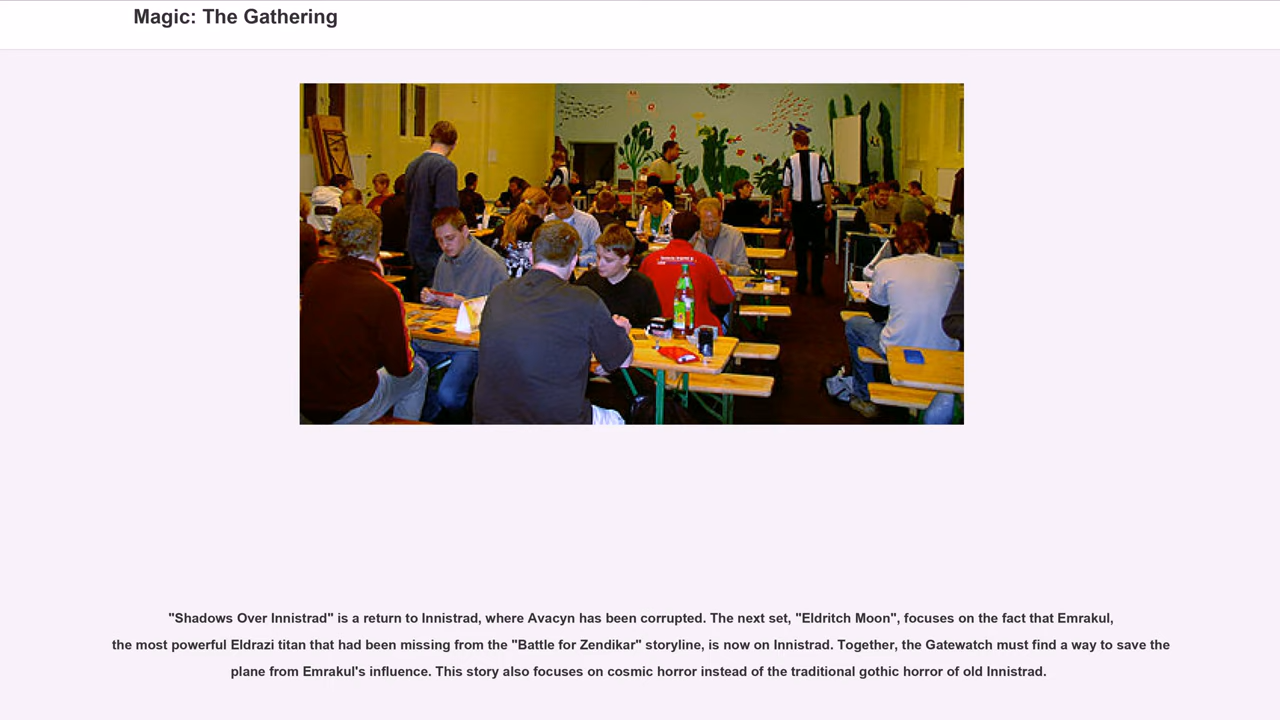 Magic: The Gathering
"Shadows Over Innistrad" is a return to Innistrad, where Avacyn has been corrupted. The next set, "Eldritch Moon", focuses on the fact that Emrakul,
the most powerful Eldrazi titan that had been missing from the "Battle for Zendikar" storyline, is now on Innistrad. Together, the Gatewatch must find a way to save the
plane from Emrakul's influence. This story also focuses on cosmic horror instead of the traditional gothic horror of old Innistrad.